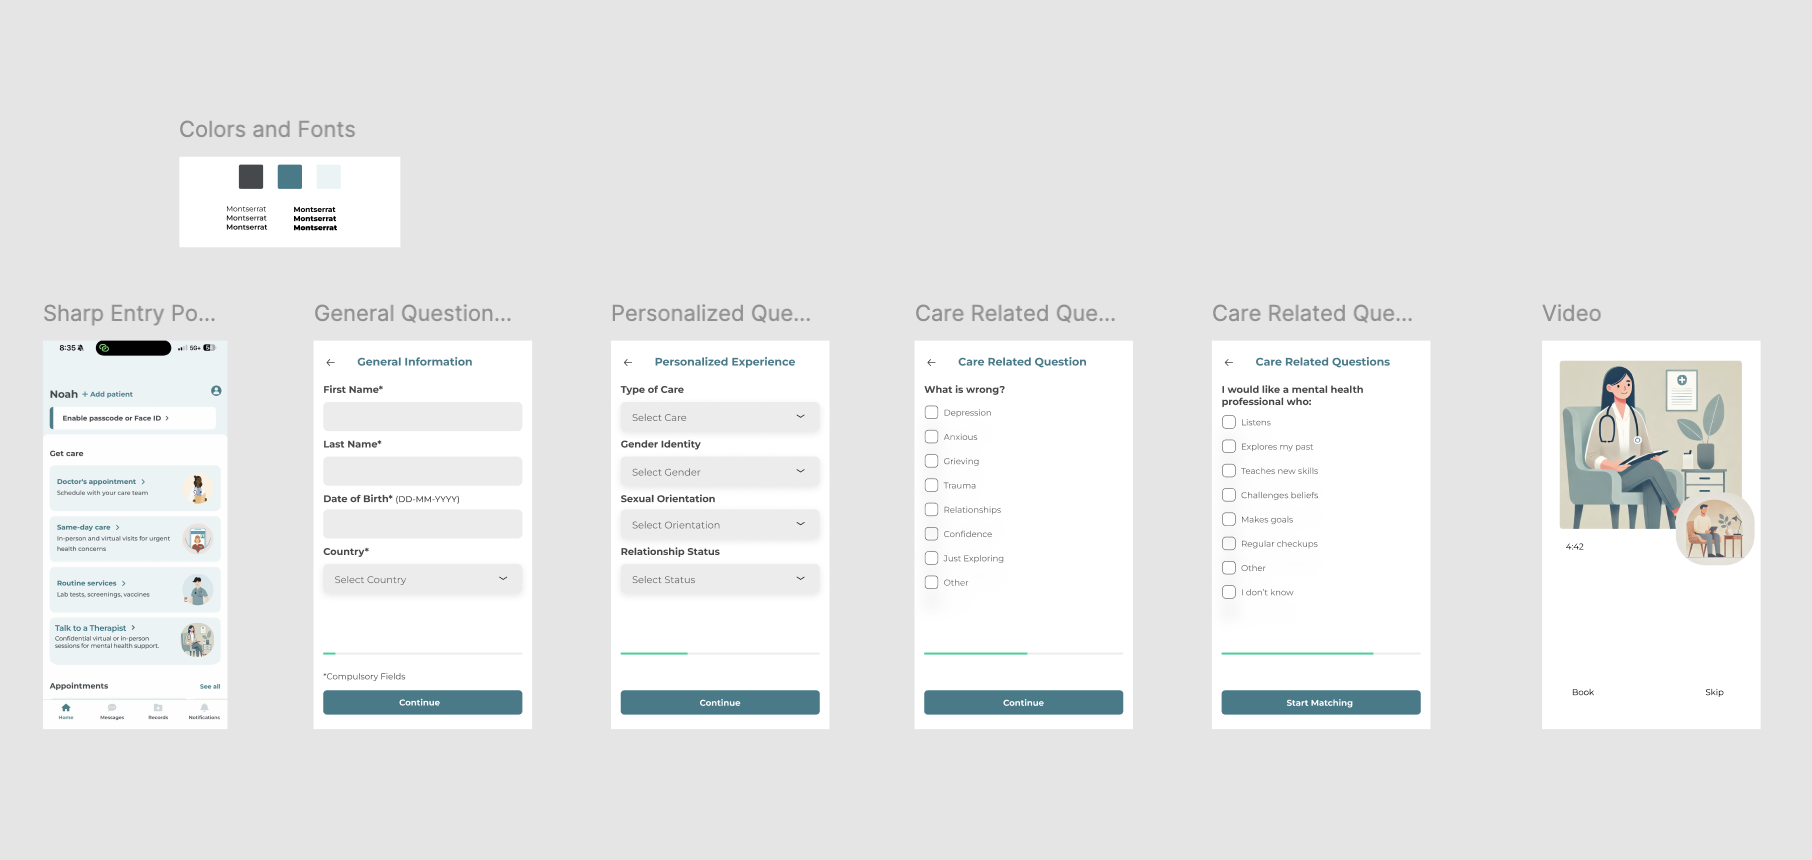 Colors and Fonts
Montserrat
Montserrat
Montserrat
Montserrat
Montserrat
Montserrat
Sharp Entry Po...
8:35
5G+
Noah + Add patient
Enable passcode or Face ID >
Get care
Doctor's appointment >
Schedule with your care team
Same-day care >
In-person and virtual visits for urgent
health concerns
Routine services >
Lab tests, screenings, vaccines
Talk to a Therapist >
Confidential virtual or in-person
sessions for mental health support.
Appointments See all
Home Messages Records Notifications
General Question...
General Information
First Name*
Last Name*
Date of Birth* (DD-MM-YYYY)
Country*
Select Country
*Compulsory Fields
Continue
Personalized Que...
Personalized Experience
Type of Care
Select Care
Gender Identity
Select Gender
Sexual Orientation
Select Orientation
Relationship Status
Select Status
Continue
Care Related Que...
Care Related Question
What is wrong?
Depression
Anxious
Grieving
Trauma
Relationships
Confidence
Just Exploring
Other
Continue
Care Related Que...
Care Related Questions
I would like a mental health
professional who:
Listens
Explores my past
Teaches new skills
Challenges beliefs
Makes goals
Regular checkups
Other
I don't know
Start Matching
Video
4:42
Book Skip